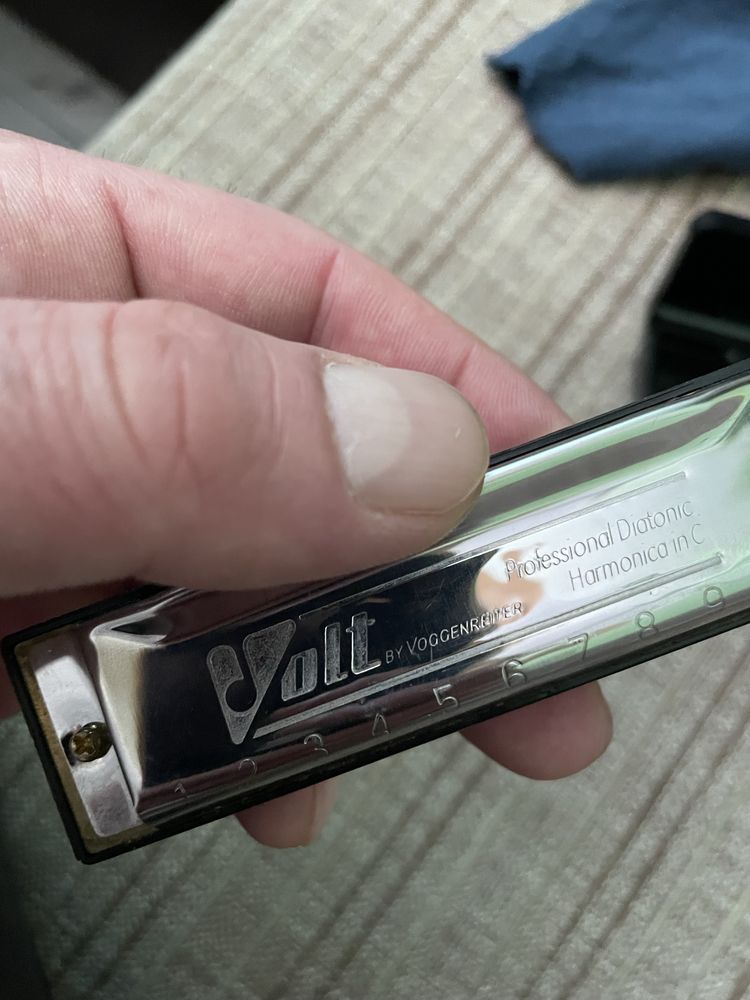 Professional Diatonic
Harmonica in C
Volt BY VOGGENREITER
1 2 3 4 5 6 7 8 9